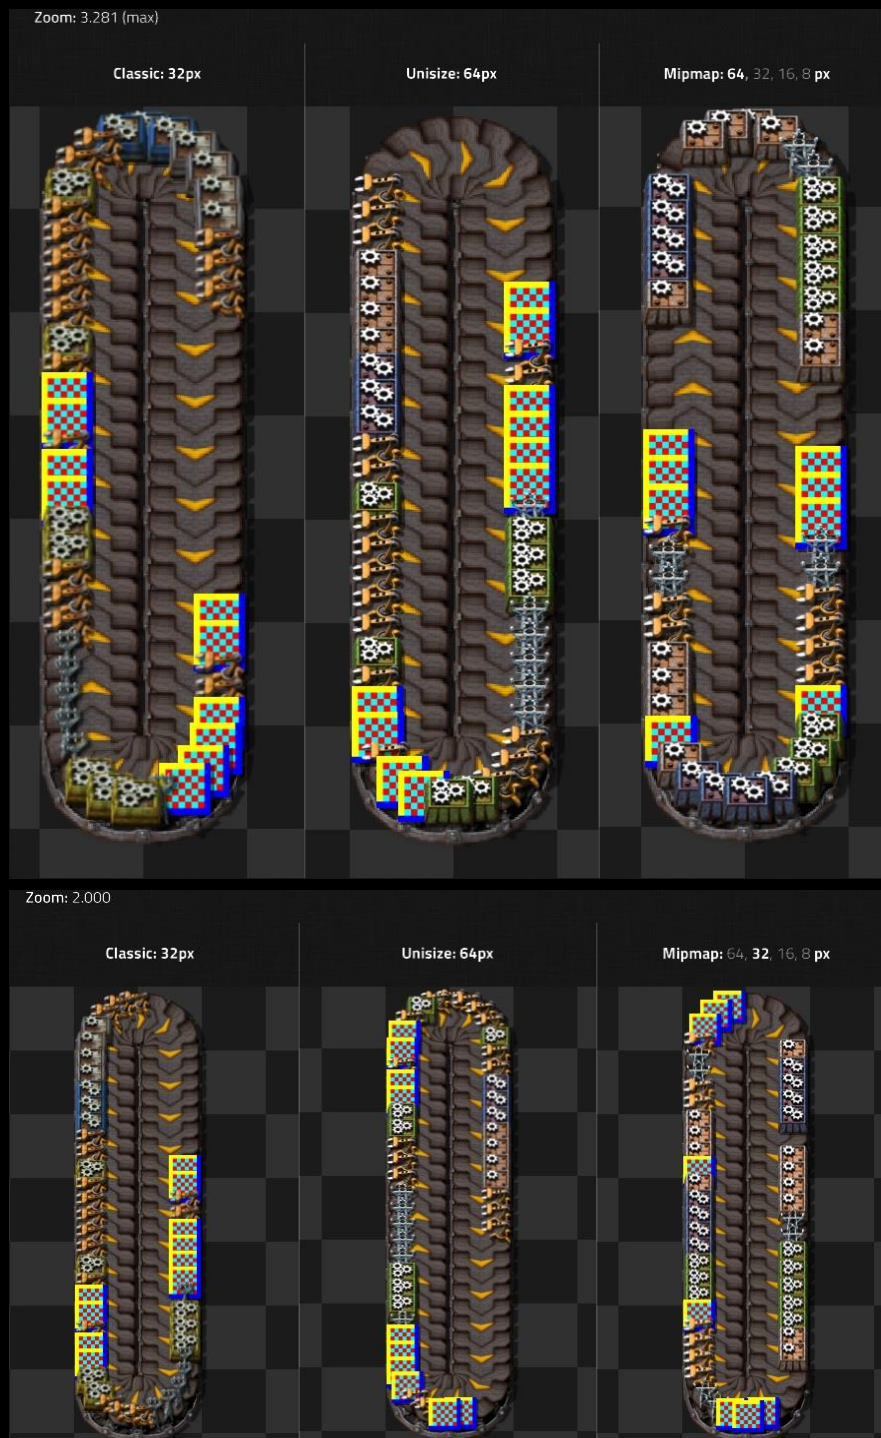 Zoom: 3.281 (max)
Classic: 32px
Unisize: 64px
Mipmap: 64, 32, 16, 8 px
Zoom: 2.000
Classic: 32px
Unisize: 64px
Mipmap: 64, 32, 16, 8 px